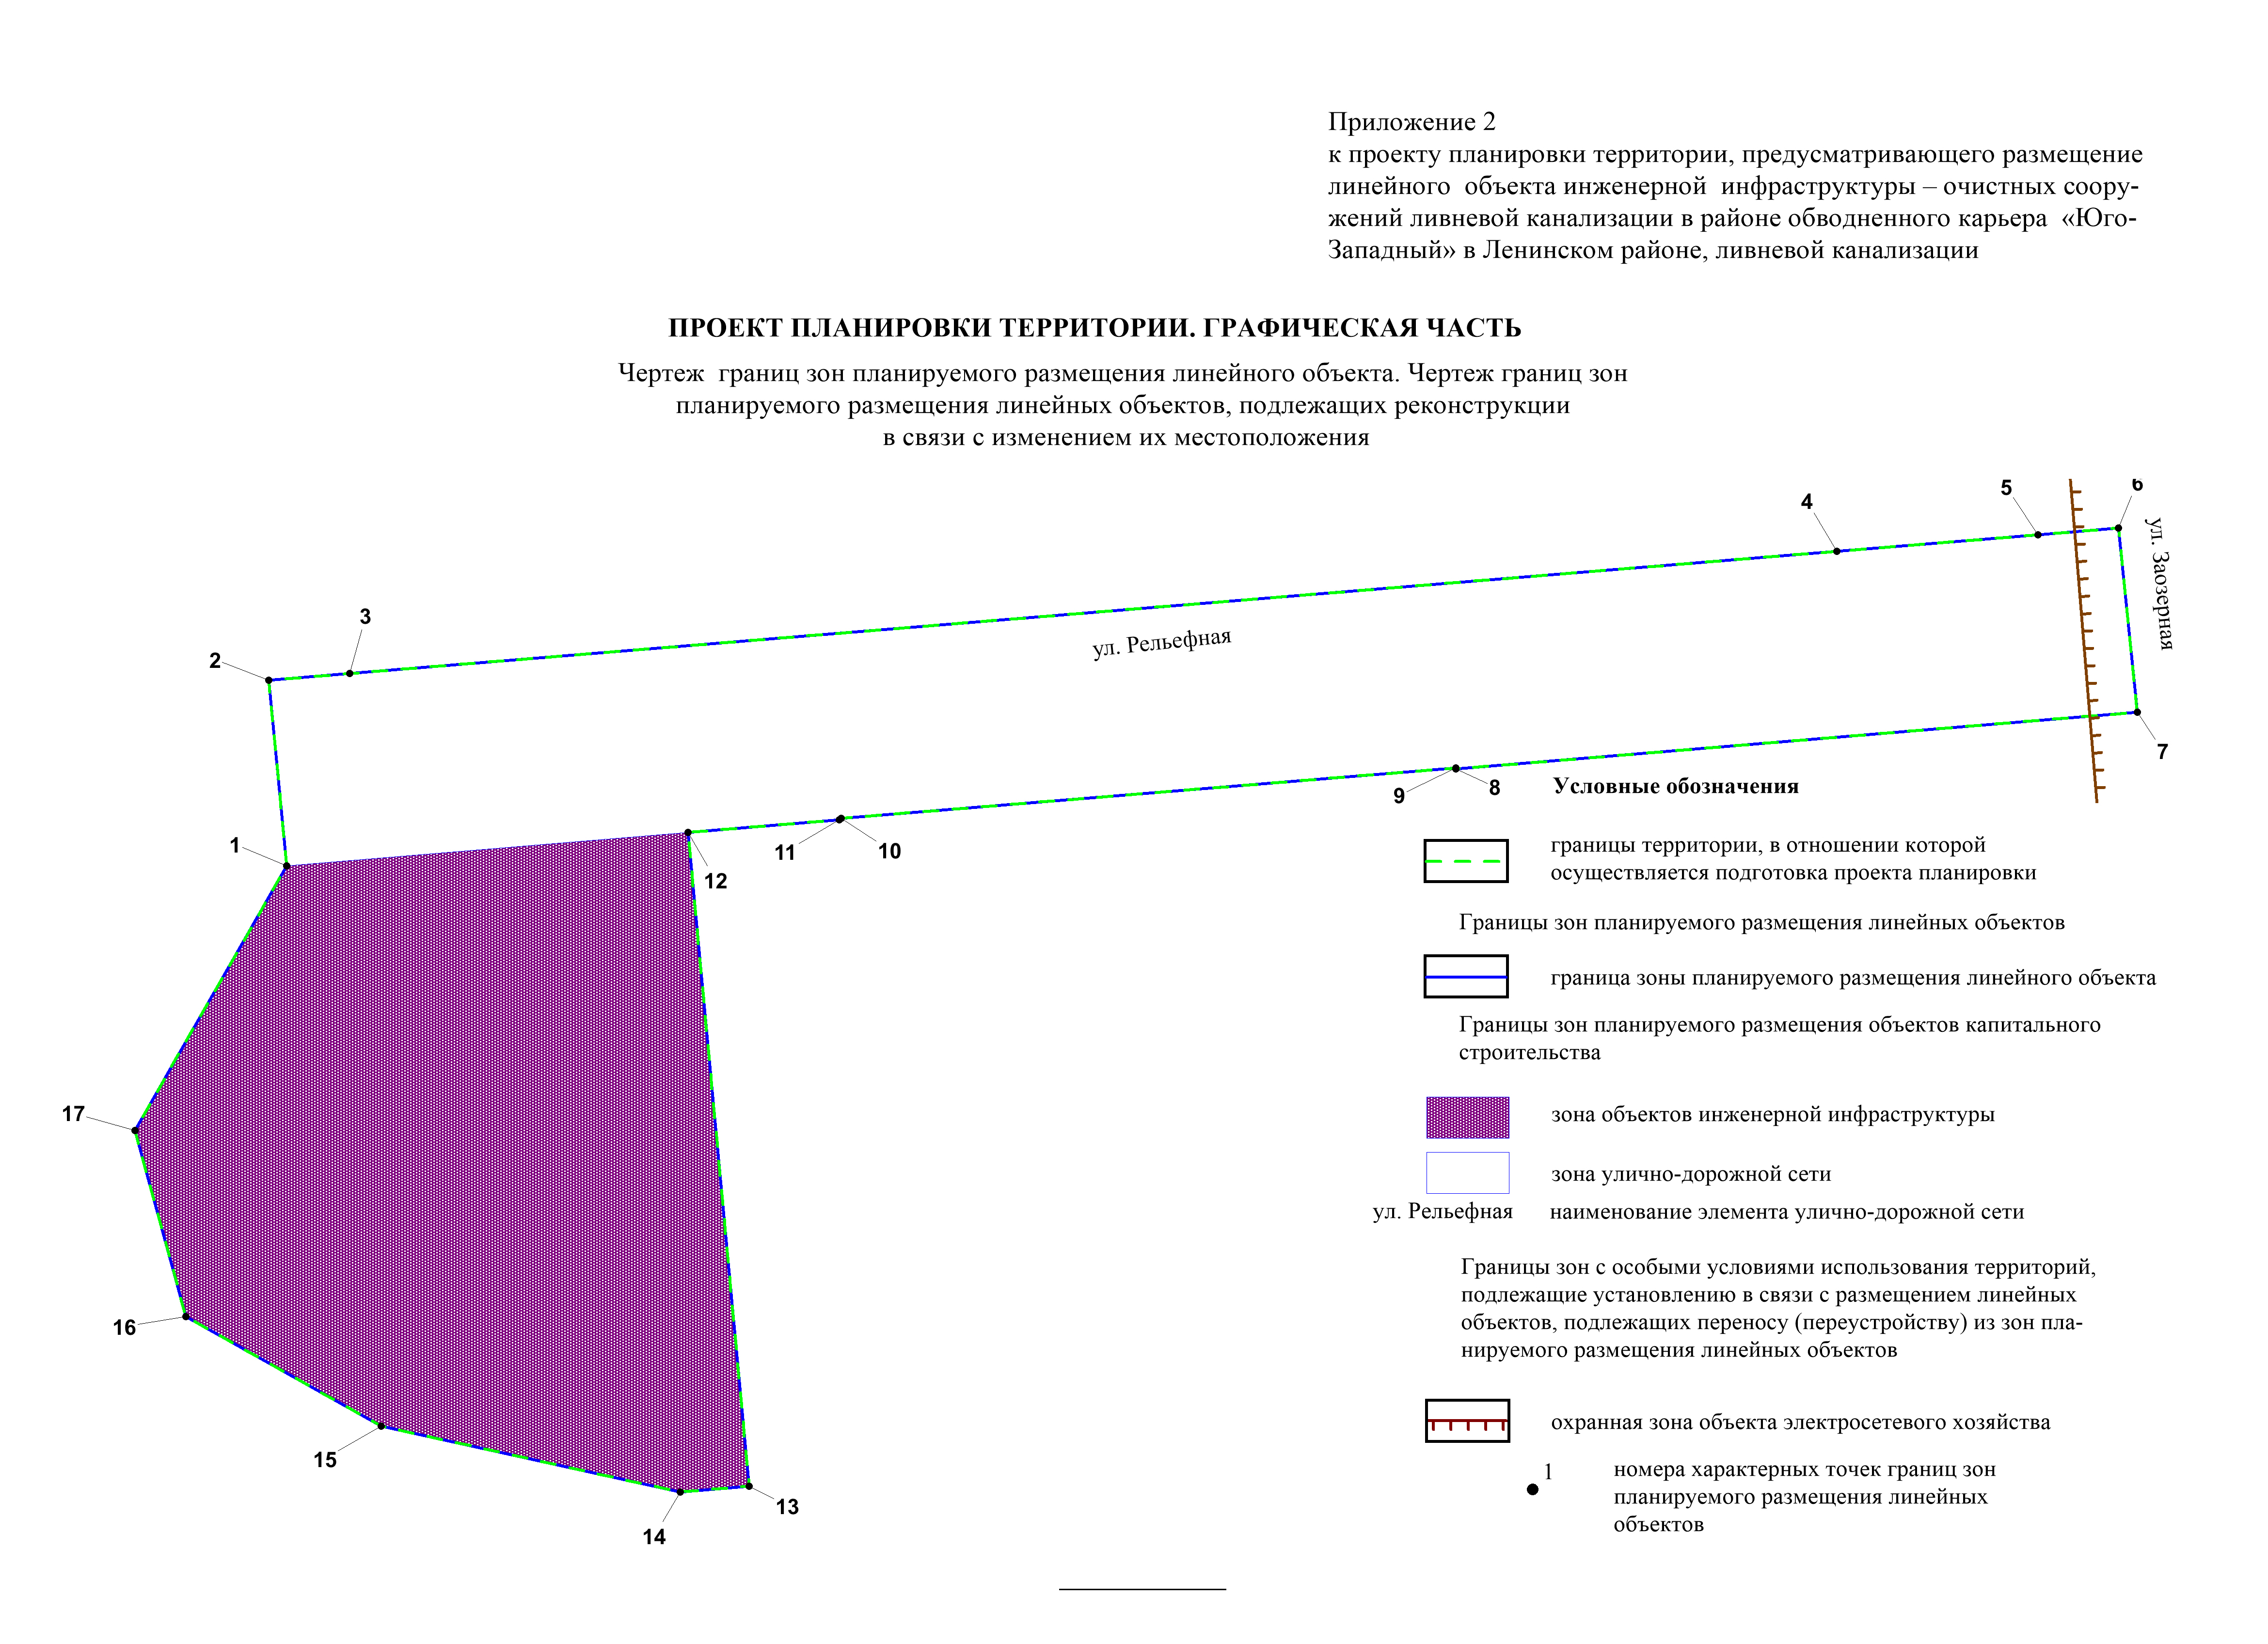 Приложение 2
к проекту планировки территории, предусматривающего размещение
линейного объекта инженерной инфраструктуры – очистных соору-
жений ливневой канализации в районе обводненного карьера «Юго-
Западный» в Ленинском районе, ливневой канализации
ПРОЕКТ ПЛАНИРОВКИ ТЕРРИТОРИИ. ГРАФИЧЕСКАЯ ЧАСТЬ
Чертеж границ зон планируемого размещения линейного объекта. Чертеж границ зон
планируемого размещения линейных объектов, подлежащих реконструкции
в связи с изменением их местоположения
6
5
4
ул. Заозерная
3
ул. Рельефная
2
7
9
8
1
11
10
12
17
16
15
13
14
Условные обозначения
границы территории, в отношении которой
осуществляется подготовка проекта планировки
Границы зон планируемого размещения линейных объектов
граница зоны планируемого размещения линейного объекта
Границы зон планируемого размещения объектов капитального
строительства
зона объектов инженерной инфраструктуры
зона улично-дорожной сети
ул. Рельефная наименование элемента улично-дорожной сети
Границы зон с особыми условиями использования территорий,
подлежащие установлению в связи с размещением линейных
объектов, подлежащих переносу (переустройству) из зон пла-
нируемого размещения линейных объектов
охранная зона объекта электросетевого хозяйства
1 номера характерных точек границ зон
планируемого размещения линейных
объектов